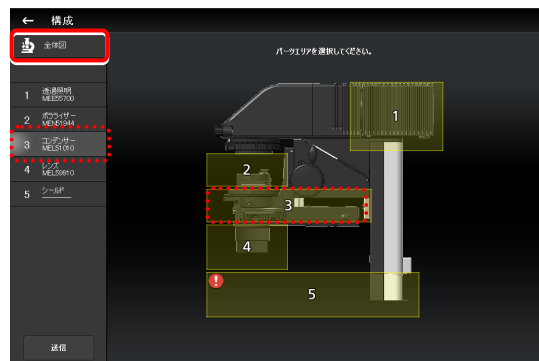 ← 構成
全体図
パーツエリアを選択してください。
1 透過照明
MEE55700
2 ポララィザー
MEN51944
3 コンデンサー
MEL51010
4 レンズ
MEL59810
5 シールド
送信
1
2
3
4
!
5